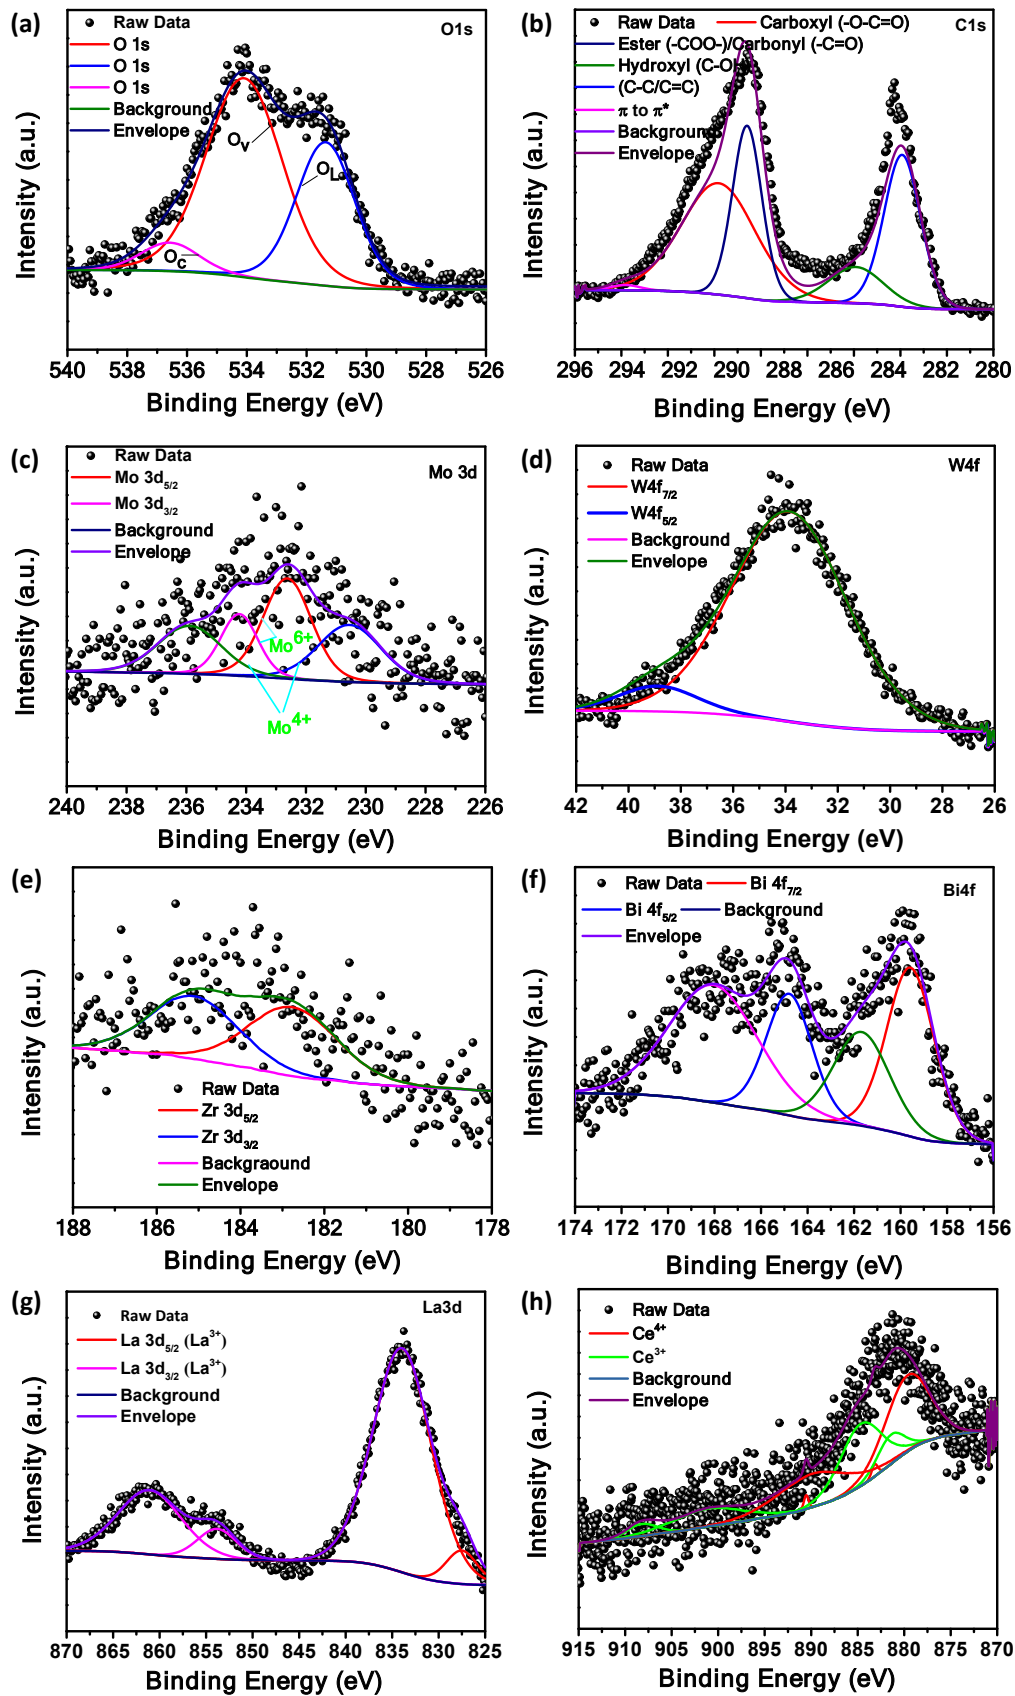 (a)
Raw Data
O1s
O 1s
O 1s
O 1s
Background
Envelope
O_V
O_L
O_C
Intensity (a.u.)
540 538 536 534 532 530 528 526
Binding Energy (eV)
(b)
Raw Data Carboxyl (-O-C=O)
C1s
Ester (-COO-)/Carbonyl (-C=O)
Hydroxyl (C-O
(C-C/C=C)
π to π*
Background
Envelope
Intensity (a.u.)
296 294 292 290 288 286 284 282 280
Binding Energy (eV)
(c)
Raw Data
Mo 3d
Mo 3d5/2
Mo 3d3/2
Background
Envelope
Mo6+
Mo4+
Intensity (a.u.)
240 238 236 234 232 230 228 226
Binding Energy (eV)
(d)
Raw Data
W4f
W4f7/2
W4f5/2
Background
Envelope
Intensity (a.u.)
42 40 38 36 34 32 30 28 26
Binding Energy (eV)
(e)
Raw Data
Zr 3d5/2
Zr 3d3/2
Backgraound
Envelope
Intensity (a.u.)
188 186 184 182 180 178
Binding Energy (eV)
(f)
Raw Data Bi 4f7/2
Bi4f
Bi 4f5/2 Background
Envelope
Intensity (a.u.)
174 172 170 168 166 164 162 160 158 156
Binding Energy (eV)
(g)
Raw Data
La3d
La 3d5/2 (La3+)
La 3d3/2 (La3+)
Background
Envelope
Intensity (a.u.)
870 865 860 855 850 845 840 835 830 825
Binding Energy (eV)
(h)
Raw Data
Ce4+
Ce3+
Background
Envelope
Intensity (a.u.)
915 910 905 900 895 890 885 880 875 870
Binding Energy (eV)